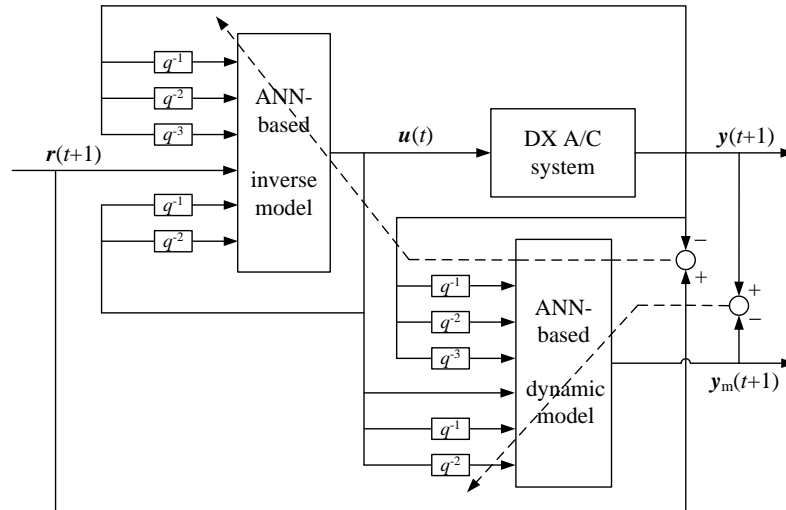 q⁻¹
q⁻²
q⁻³
r(t+1)
q⁻¹
q⁻²
ANN-
based
inverse
model
u(t)
DX A/C
system
y(t+1)
−
+
+
−
q⁻¹
q⁻²
q⁻³
q⁻¹
q⁻²
ANN-
based
dynamic
model
yₘ(t+1)